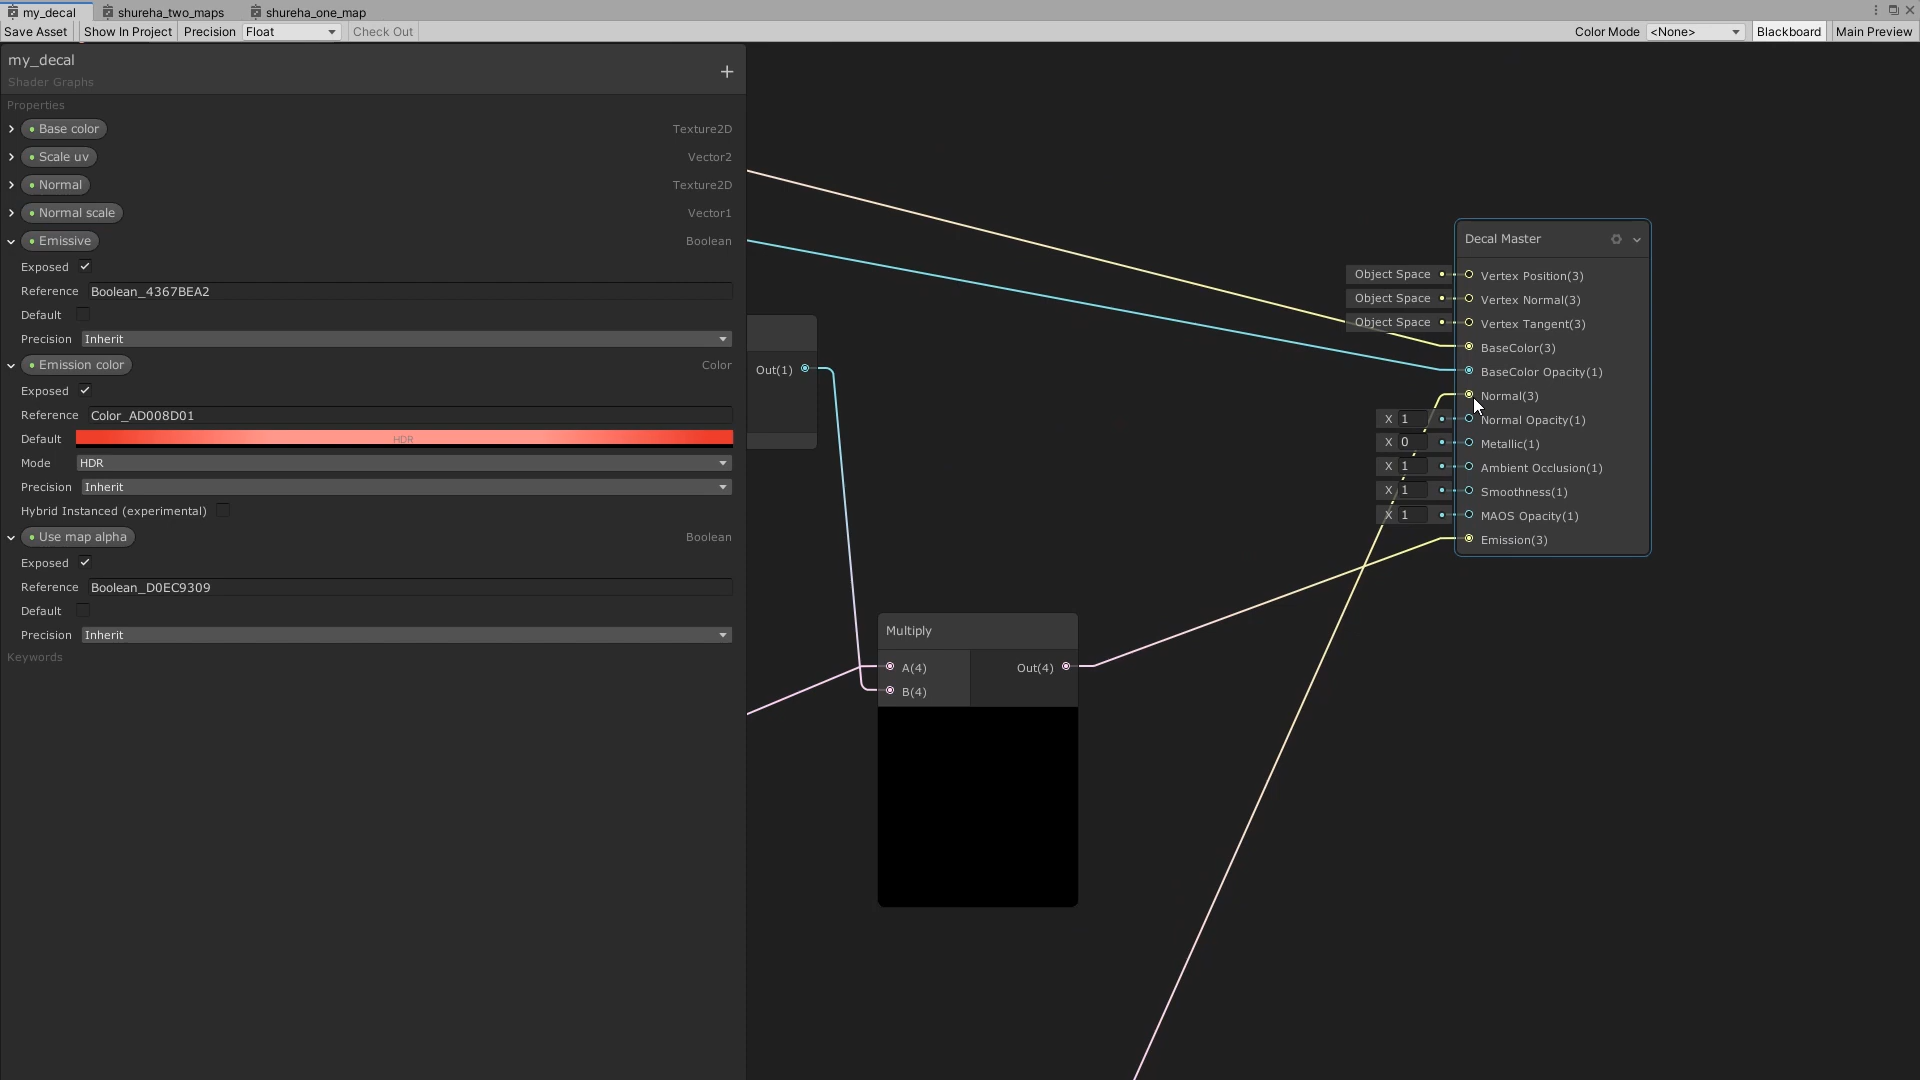 my_decal
shureha_two_maps
shureha_one_map
Save Asset
Show In Project
Precision
Float
Check Out
Color Mode
<None>
Blackboard
Main Preview
my_decal
Shader Graphs
Properties
Base color
Texture2D
Scale uv
Vector2
Normal
Texture2D
Normal scale
Vector1
Emissive
Boolean
Exposed
Reference
Boolean_4367BEA2
Default
Precision
Inherit
Emission color
Color
Exposed
Reference
Color_AD008D01
Default
HDR
Mode
HDR
Precision
Inherit
Hybrid Instanced (experimental)
Use map alpha
Boolean
Exposed
Reference
Boolean_D0EC9309
Default
Precision
Inherit
Keywords
Out(1)
Multiply
A(4)
Out(4)
B(4)
Decal Master
Object Space
Vertex Position(3)
Object Space
Vertex Normal(3)
Object Space
Vertex Tangent(3)
BaseColor(3)
BaseColor Opacity(1)
Normal(3)
X 1
Normal Opacity(1)
X 0
Metallic(1)
X 1
Ambient Occlusion(1)
X 1
Smoothness(1)
X 1
MAOS Opacity(1)
Emission(3)